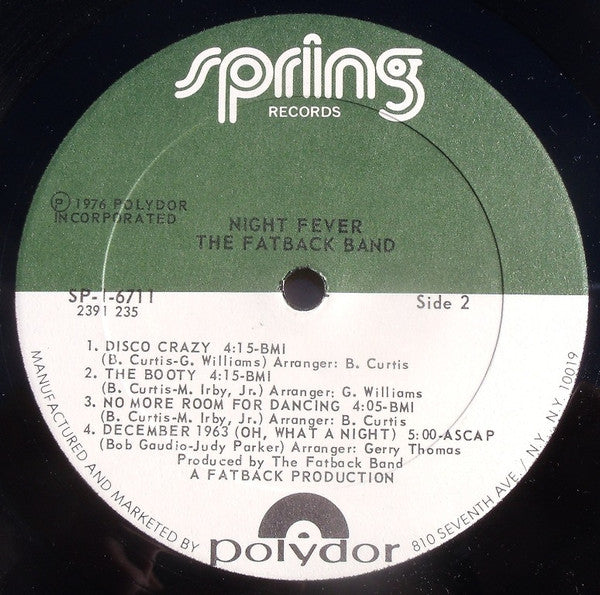 spring
RECORDS
Ⓟ 1976 POLYDOR
INCORPORATED
NIGHT FEVER
THE FATBACK BAND
SP-1-6711
2391 235
Side 2
1. DISCO CRAZY 4:15-BMI
(B. Curtis-G. Williams) Arranger: B. Curtis
2. THE BOOTY 4:15-BMI
(B. Curtis-M. Irby, Jr.) Arranger: G. Williams
3. NO MORE ROOM FOR DANCING 4:05-BMI
(B. Curtis-M. Irby, Jr.) Arranger: B. Curtis
4. DECEMBER 1963 (OH, WHAT A NIGHT) 5:00-ASCAP
(Bob Gaudio-Judy Parker) Arranger: Gerry Thomas
Produced by The Fatback Band
A FATBACK PRODUCTION
MANUFACTURED AND MARKETED BY
polydor
810 SEVENTH AVE. / N.Y., N.Y. 10019